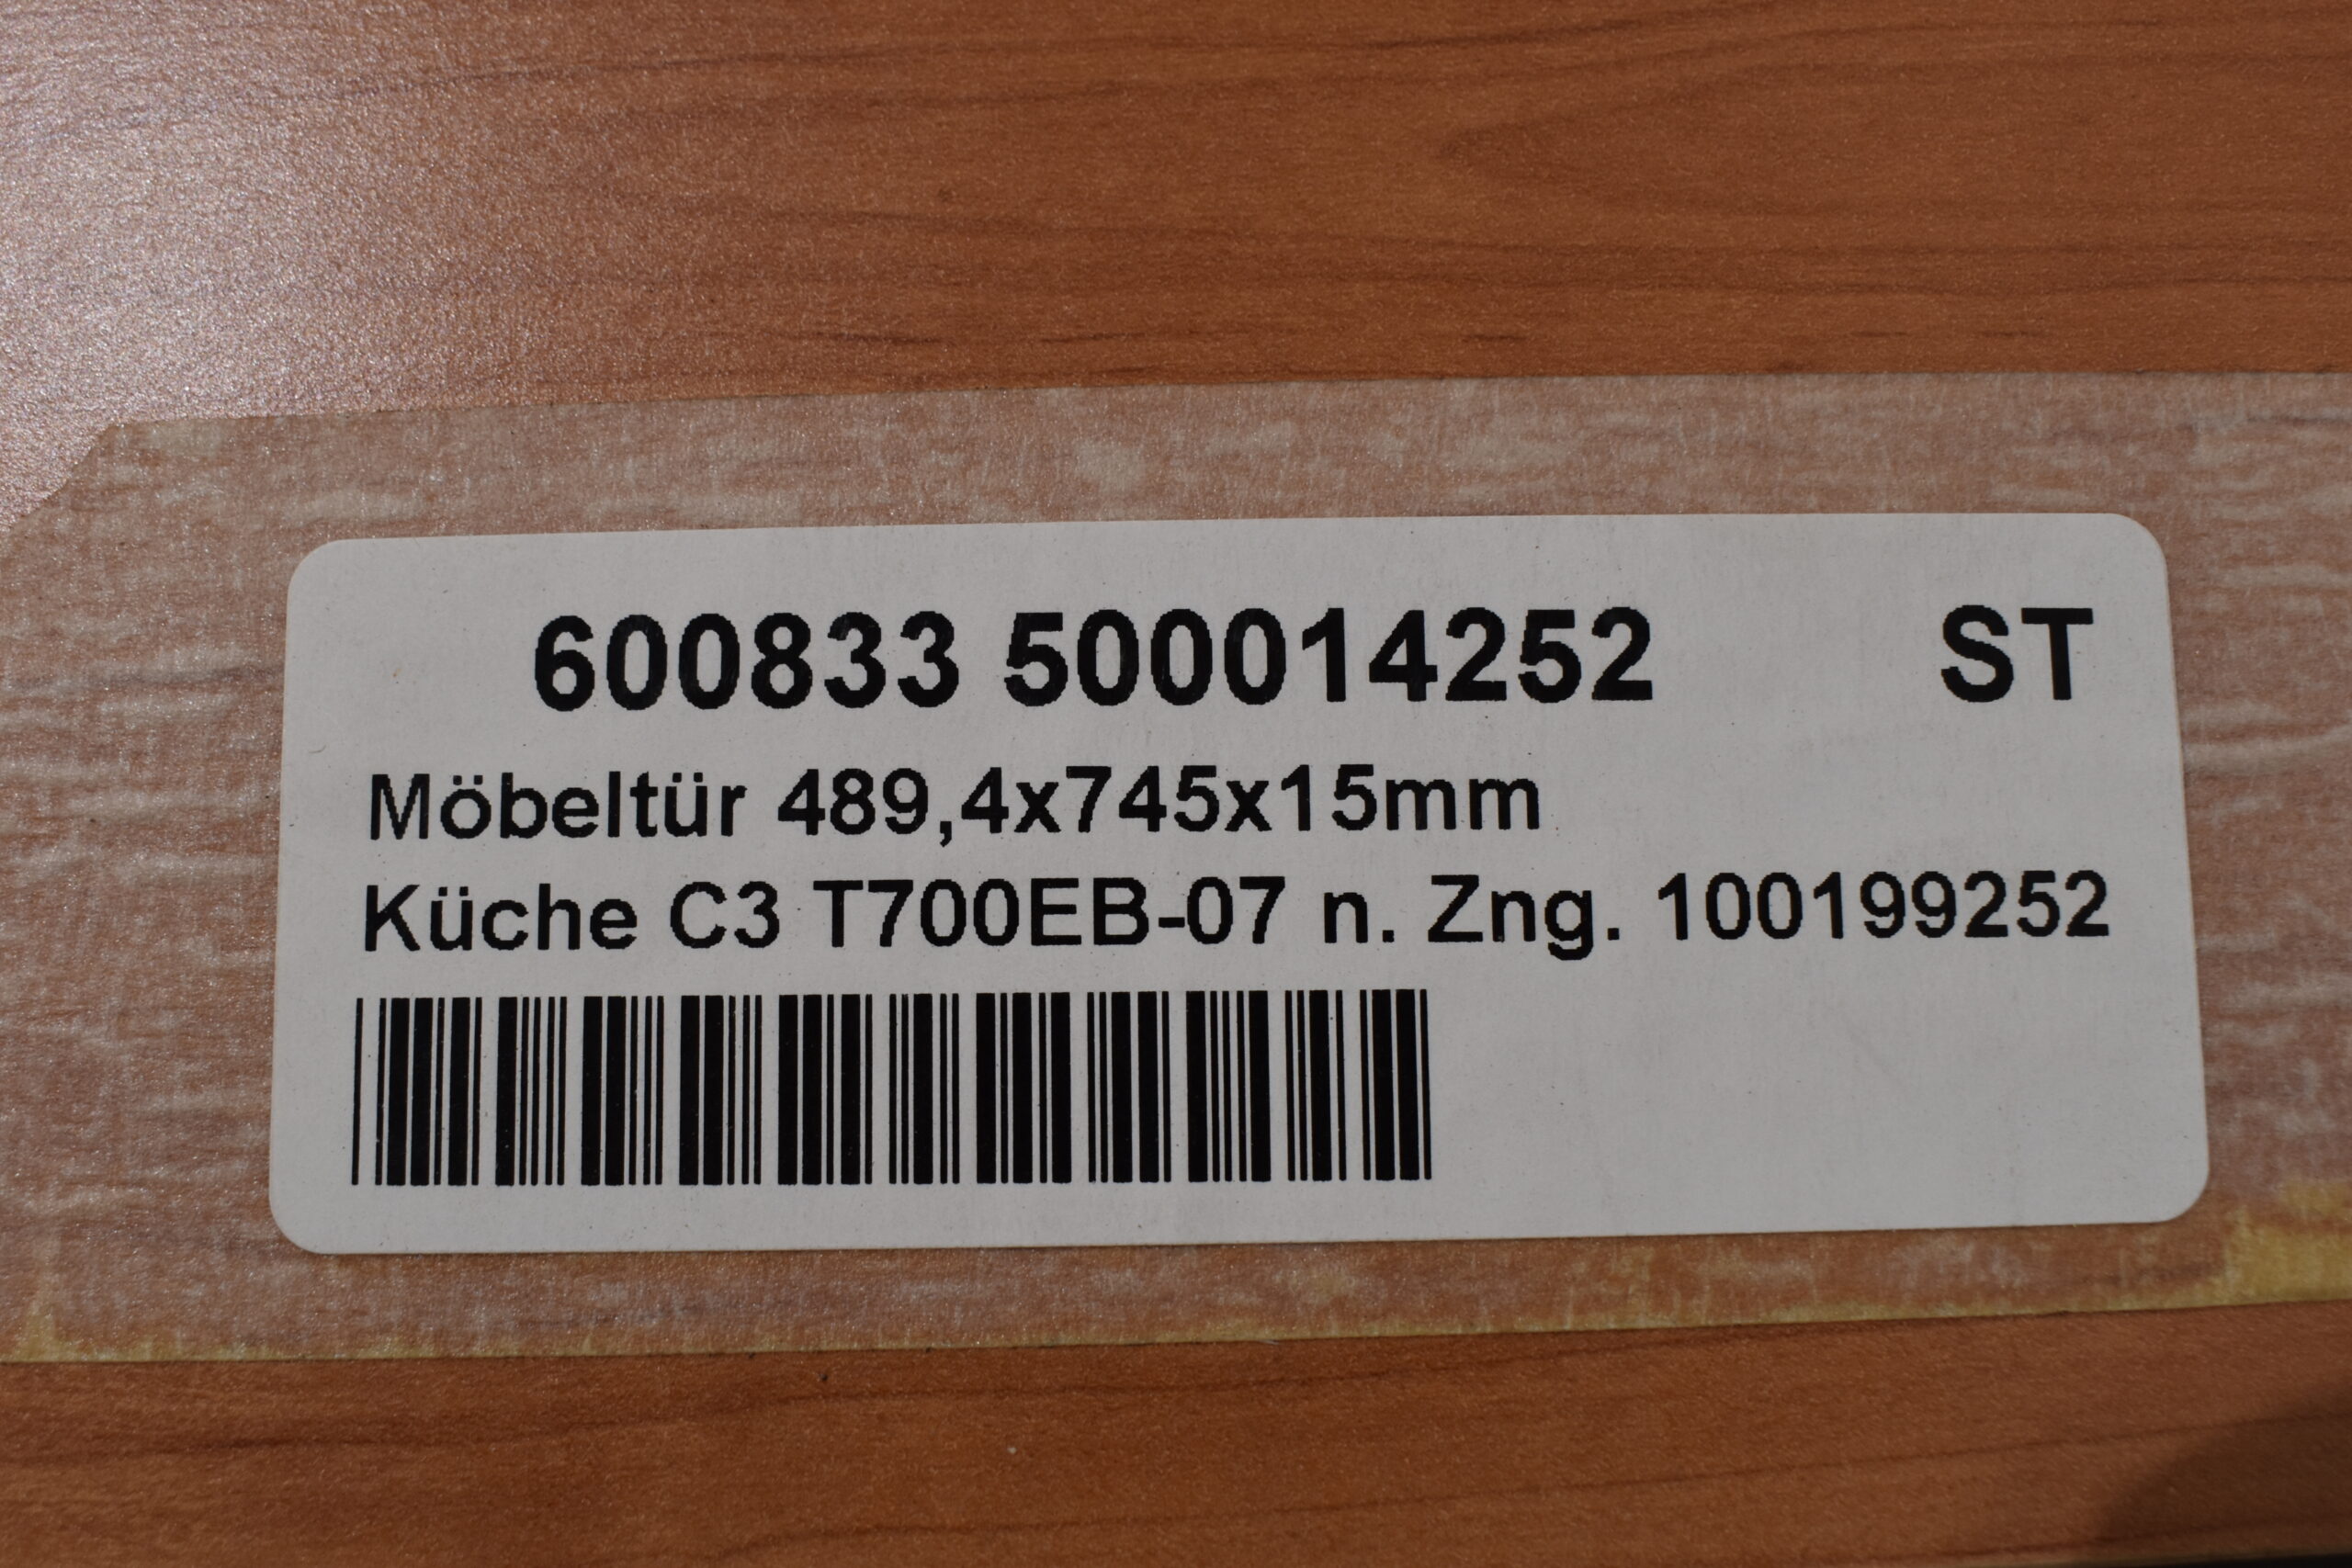 600833 500014252 ST
Möbeltür 489,4x745x15mm
Küche C3 T700EB-07 n. Zng. 100199252